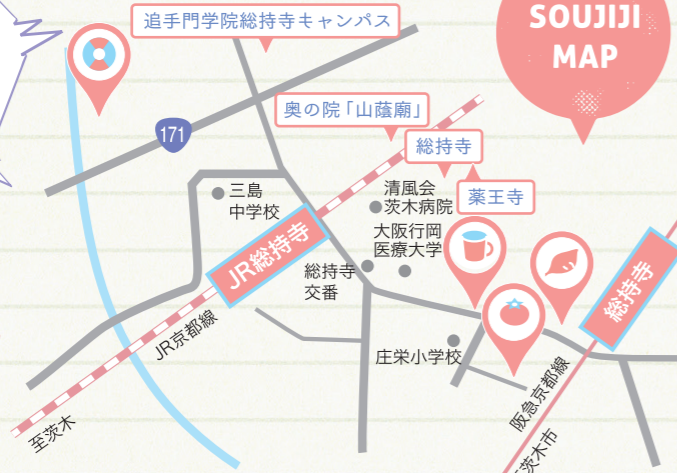 追手門学院総持寺キャンパス
SOUJIJI
MAP
171
奥の院「山蔭廟」
総持寺
薬王寺
三島
中学校
清風会
茨木病院
大阪行岡
医療大学
JR総持寺
総持寺
交番
総持寺
JR京都線
庄栄小学校
阪急京都線
至茨木
茨木市